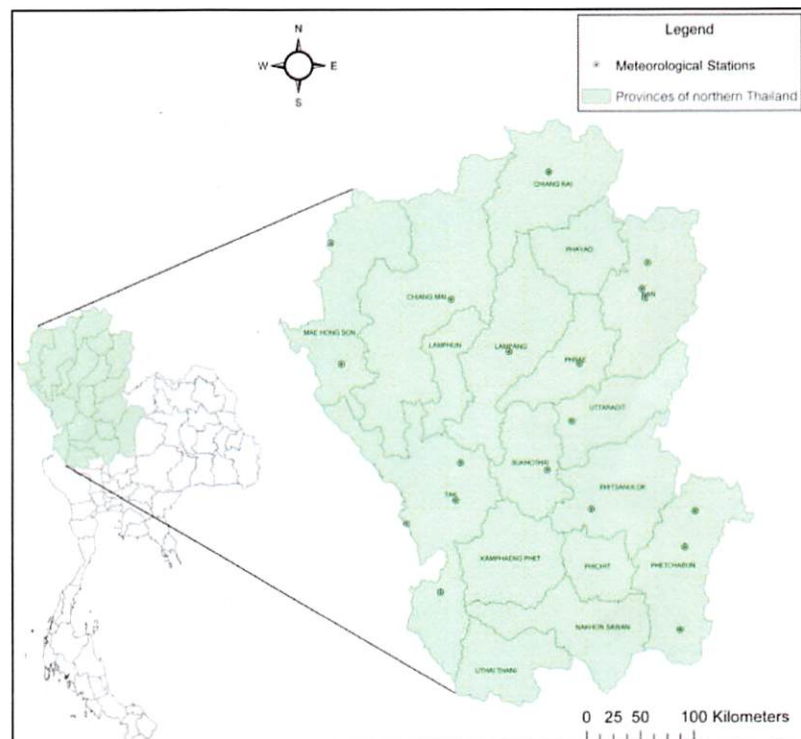 N
W E
S
Legend
Meteorological Stations
Provinces of northern Thailand
CHIANG RAI
PHAYAO
NAN
CHIANG MAI
MAE HONG SON
LAMPHUN
LAMPANG
PHRAE
UTTARADIT
SUKHOTHAI
TAK
PHITSANULOK
KAMPHAENG PHET
PHICHIT
PHETCHABUN
NAKHON SAWAN
UTHAI THANI
0 25 50 100 Kilometers